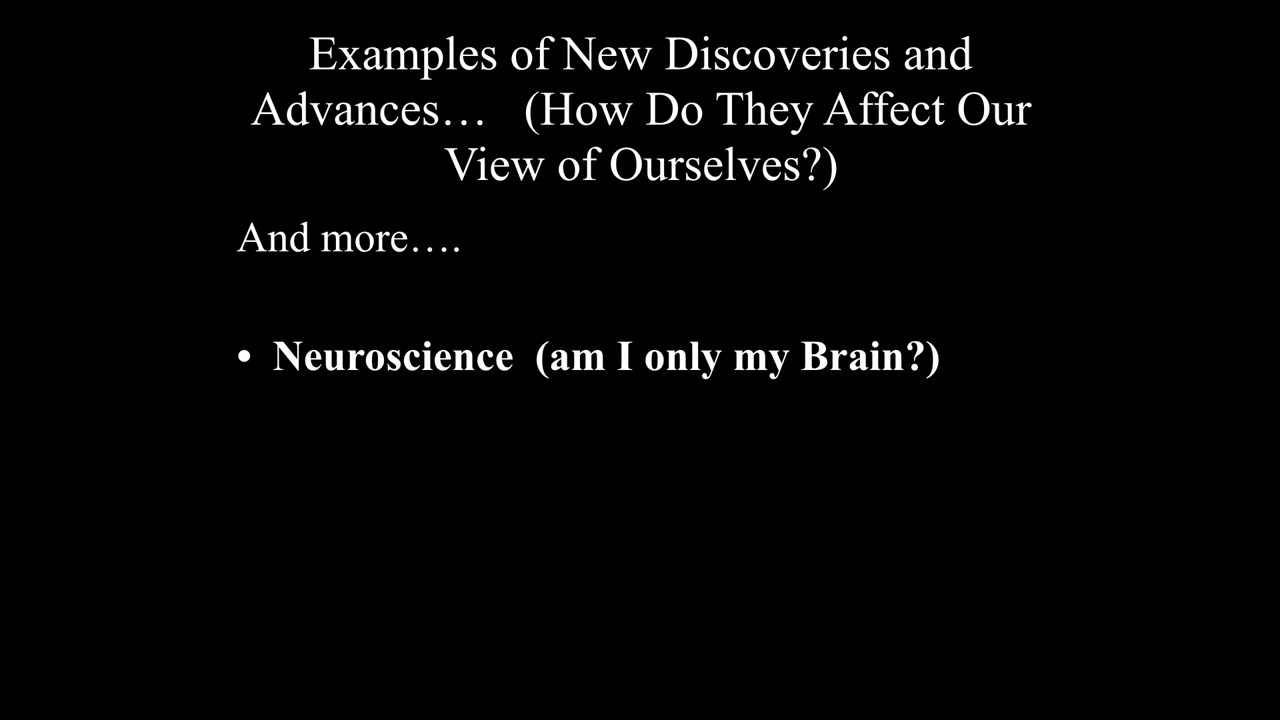 Examples of New Discoveries and
Advances… (How Do They Affect Our
View of Ourselves?)
And more….
• Neuroscience (am I only my Brain?)